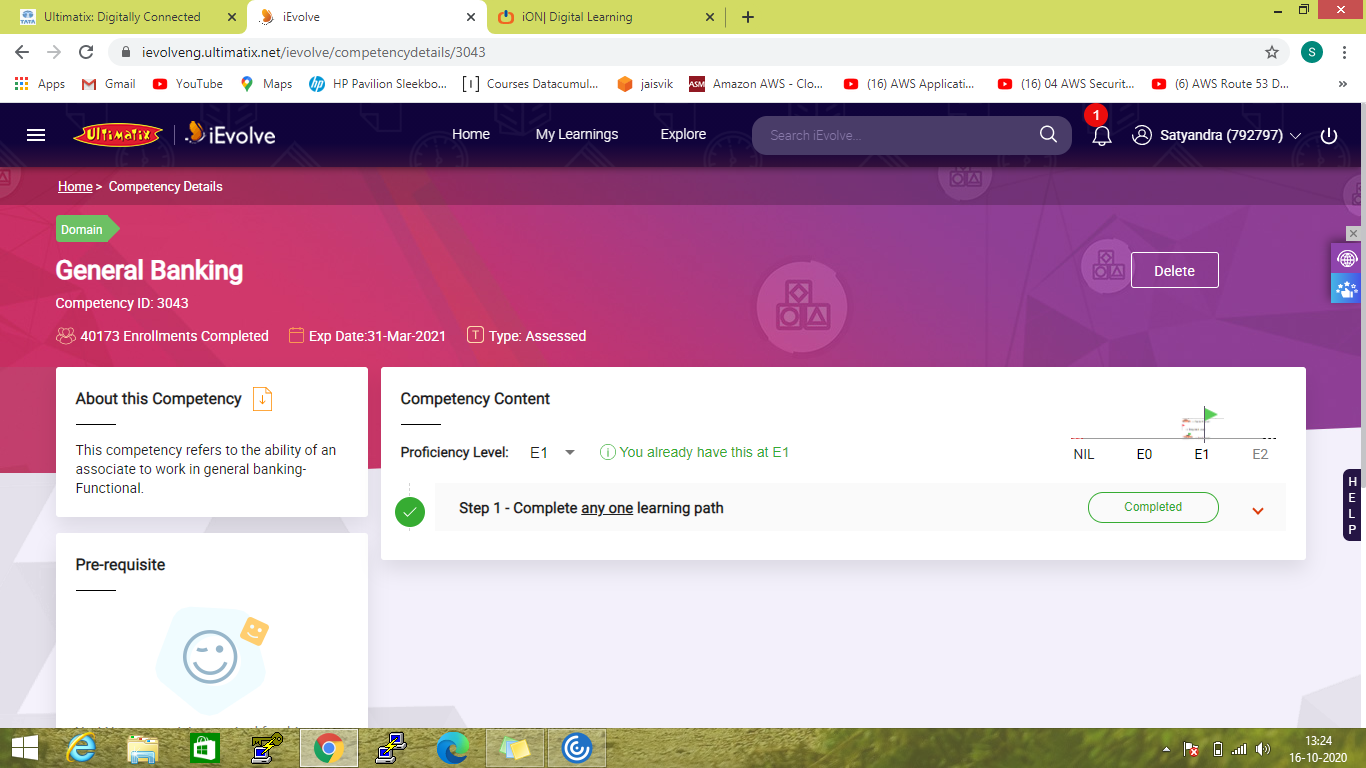 Ultimatix: Digitally Connected
iEvolve
iON| Digital Learning
ievolveng.ultimatix.net/ievolve/competencydetails/3043
S
Apps
Gmail
YouTube
Maps
HP Pavilion Sleekbo...
Courses Datacumul...
jaisvik
ASM
Amazon AWS - Clo...
(16) AWS Applicati...
(16) 04 AWS Securit...
(6) AWS Route 53 D...
Ultimatix
iEvolve
Home
My Learnings
Explore
Search iEvolve...
1
Satyandra (792797)
Home > Competency Details
Domain
General Banking
Competency ID: 3043
Delete
40173 Enrollments Completed
Exp Date:31-Mar-2021
T
Type: Assessed
About this Competency
This competency refers to the ability of an
associate to work in general banking-
Functional.
Pre-requisite
Competency Content
Proficiency Level:
E1
You already have this at E1
NIL
E0
E1
E2
Step 1 - Complete any one learning path
Completed
HELP
13:24
16-10-2020